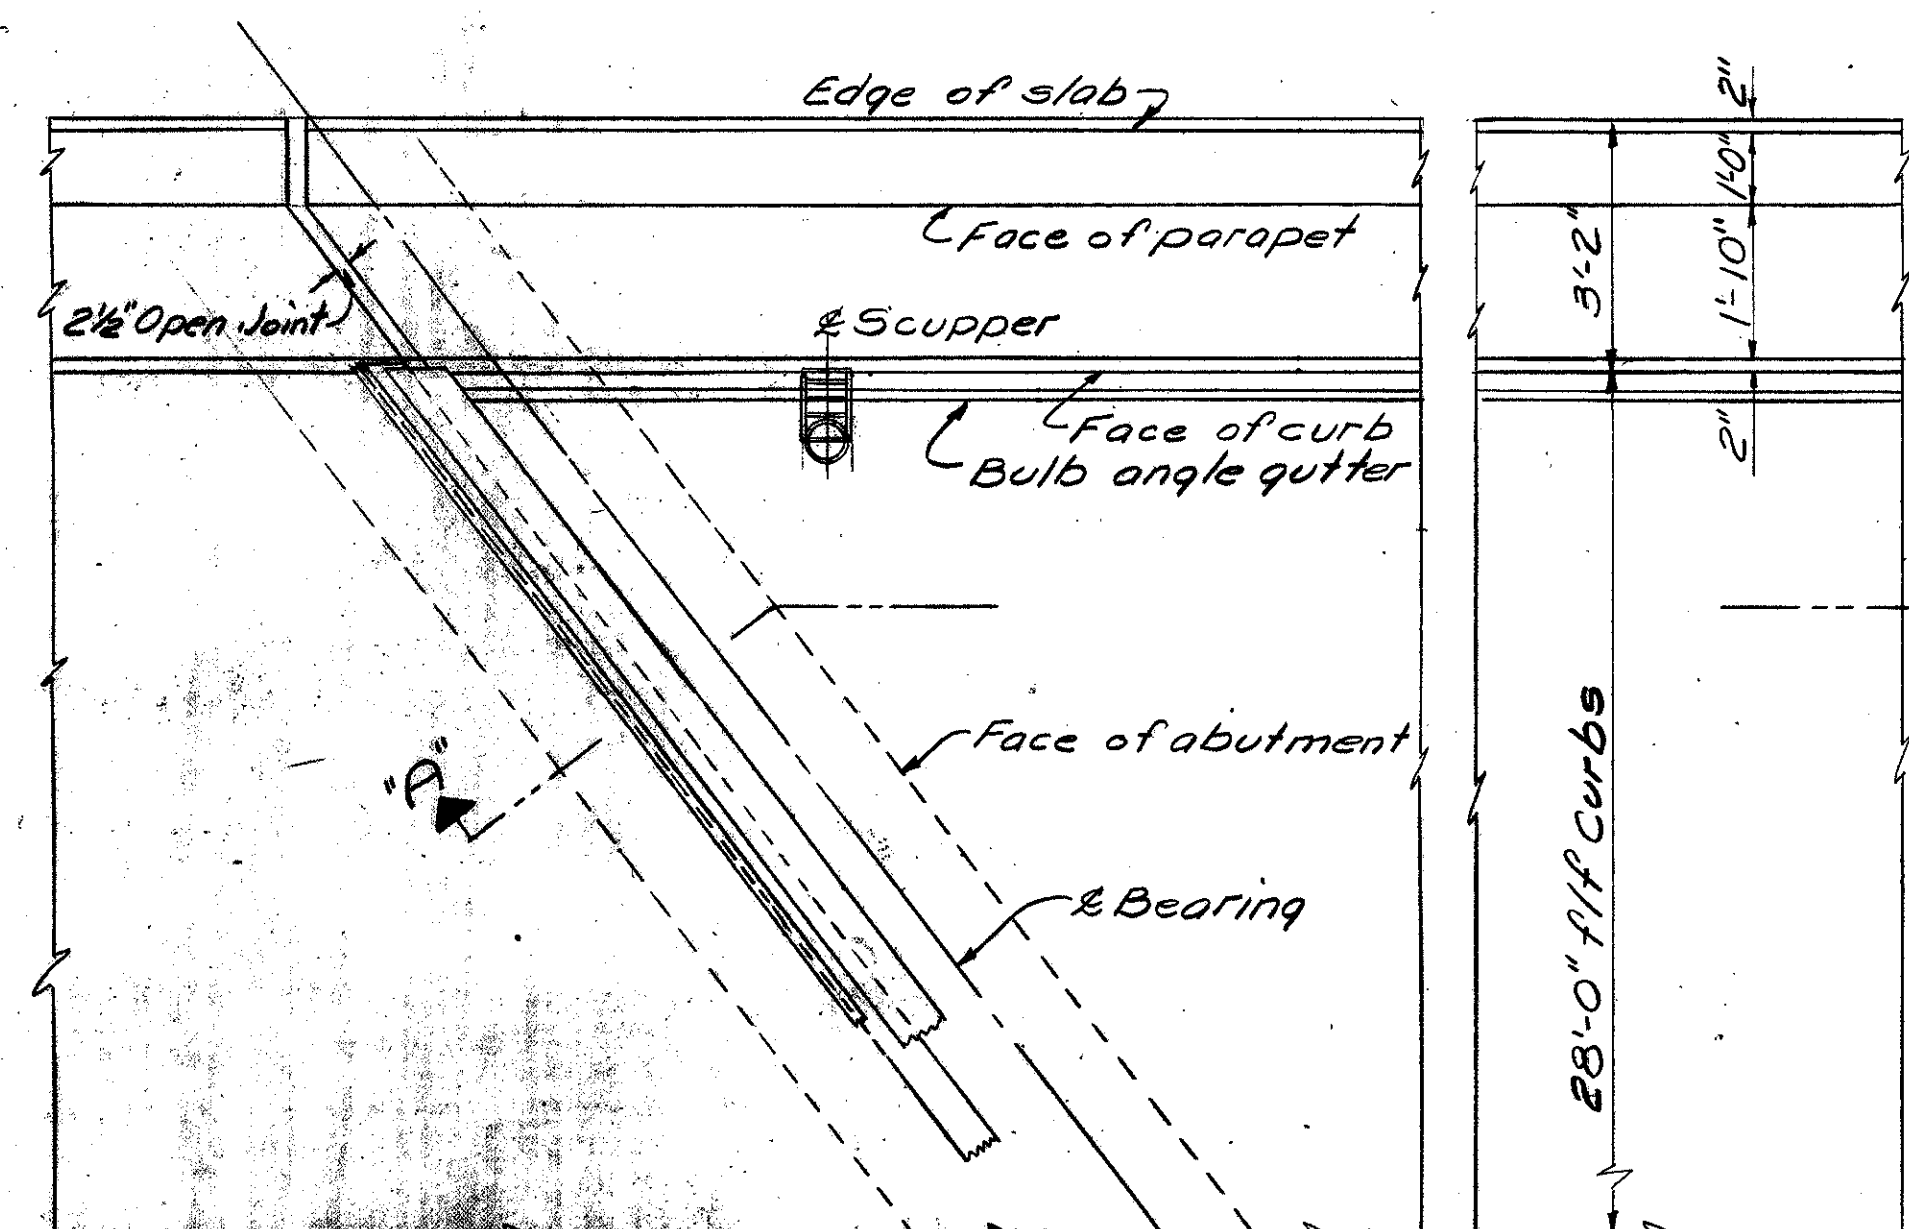 Edge of slab
2"
1'-0"
Face of parapet
3'-2"
1'-10"
2½" Open Joint
℄ Scupper
Face of curb
2"
Bulb angle gutter
"A"
Face of abutment
℄ Bearing
28'-0" f/f Curbs